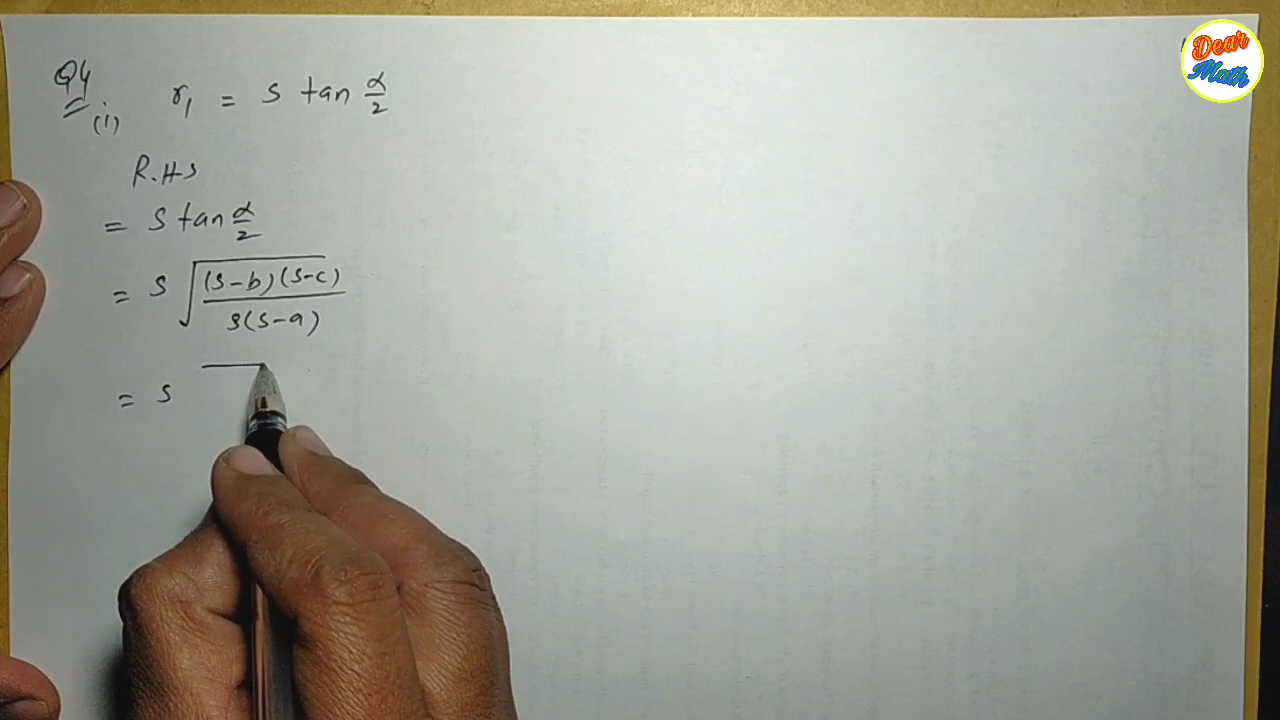 Dear
Math
Q4
(i) r₁ = s tan α/2
R.H.S
= s tan α/2
= s √((s-b)(s-c)/s(s-a))
= s